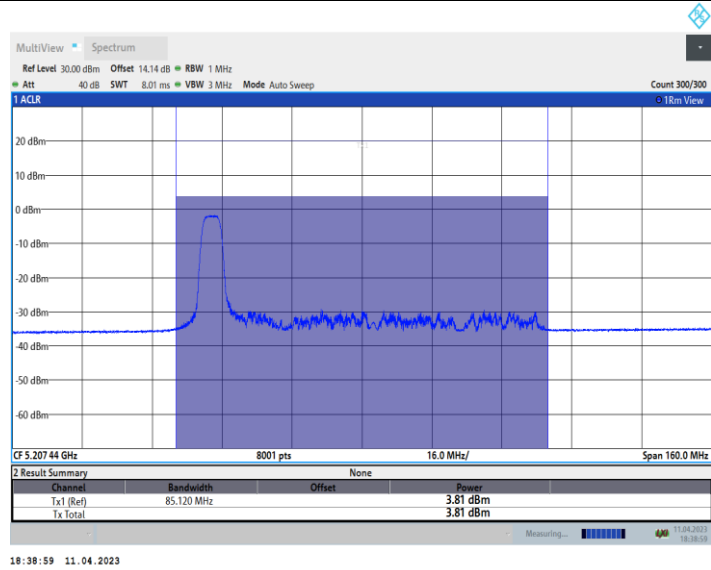 MultiView Spectrum
Ref Level 30.00 dBm Offset 14.14 dB RBW 1 MHz
Att 40 dB SWT 8.01 ms VBW 3 MHz Mode Auto Sweep Count 300/300
1 ACLR 1Rm View
20 dBm
10 dBm
0 dBm
-10 dBm
-20 dBm
-30 dBm
-40 dBm
-50 dBm
-60 dBm
CF 5.207 44 GHz 8001 pts 16.0 MHz/ Span 160.0 MHz
2 Result Summary None
Channel Bandwidth Offset Power
Tx1 (Ref) 85.120 MHz 3.81 dBm
Tx Total 3.81 dBm
Measuring... 11.04.2023
18:38:59
18:38:59 11.04.2023